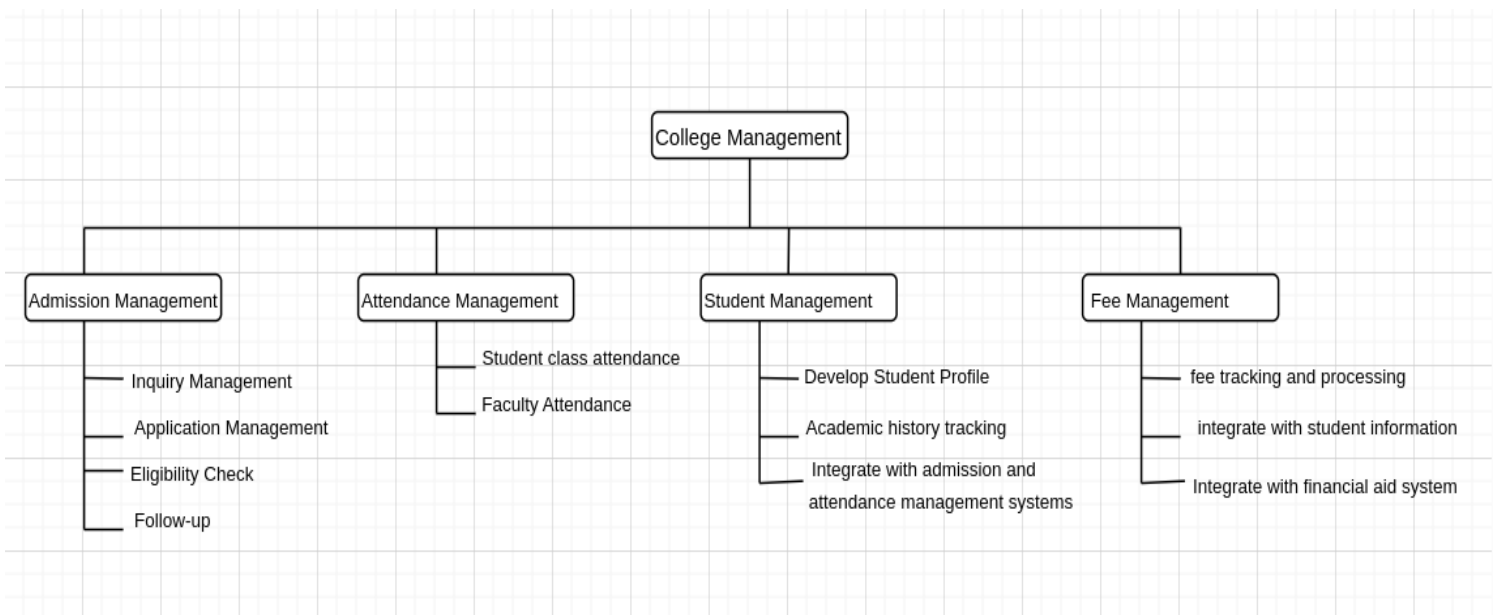 College Management
Admission Management
Inquiry Management
Application Management
Eligibility Check
Follow-up
Attendance Management
Student class attendance
Faculty Attendance
Student Management
Develop Student Profile
Academic history tracking
Integrate with admission and
attendance management systems
Fee Management
fee tracking and processing
integrate with student information
Integrate with financial aid system